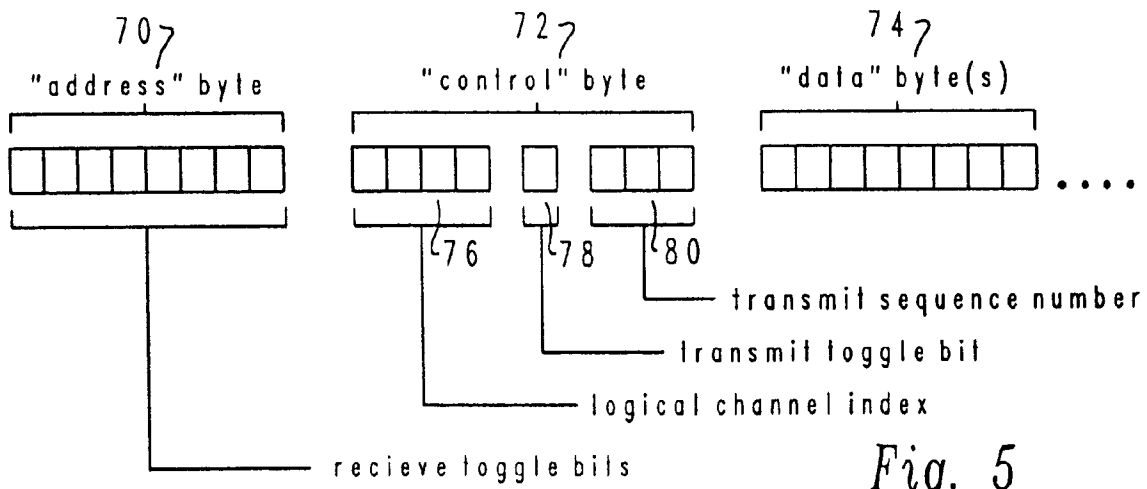 70 72 74
"address" byte "control" byte "data" byte(s)
76 78 80
transmit sequence number
transmit toggle bit
logical channel index
recieve toggle bits
Fig. 5